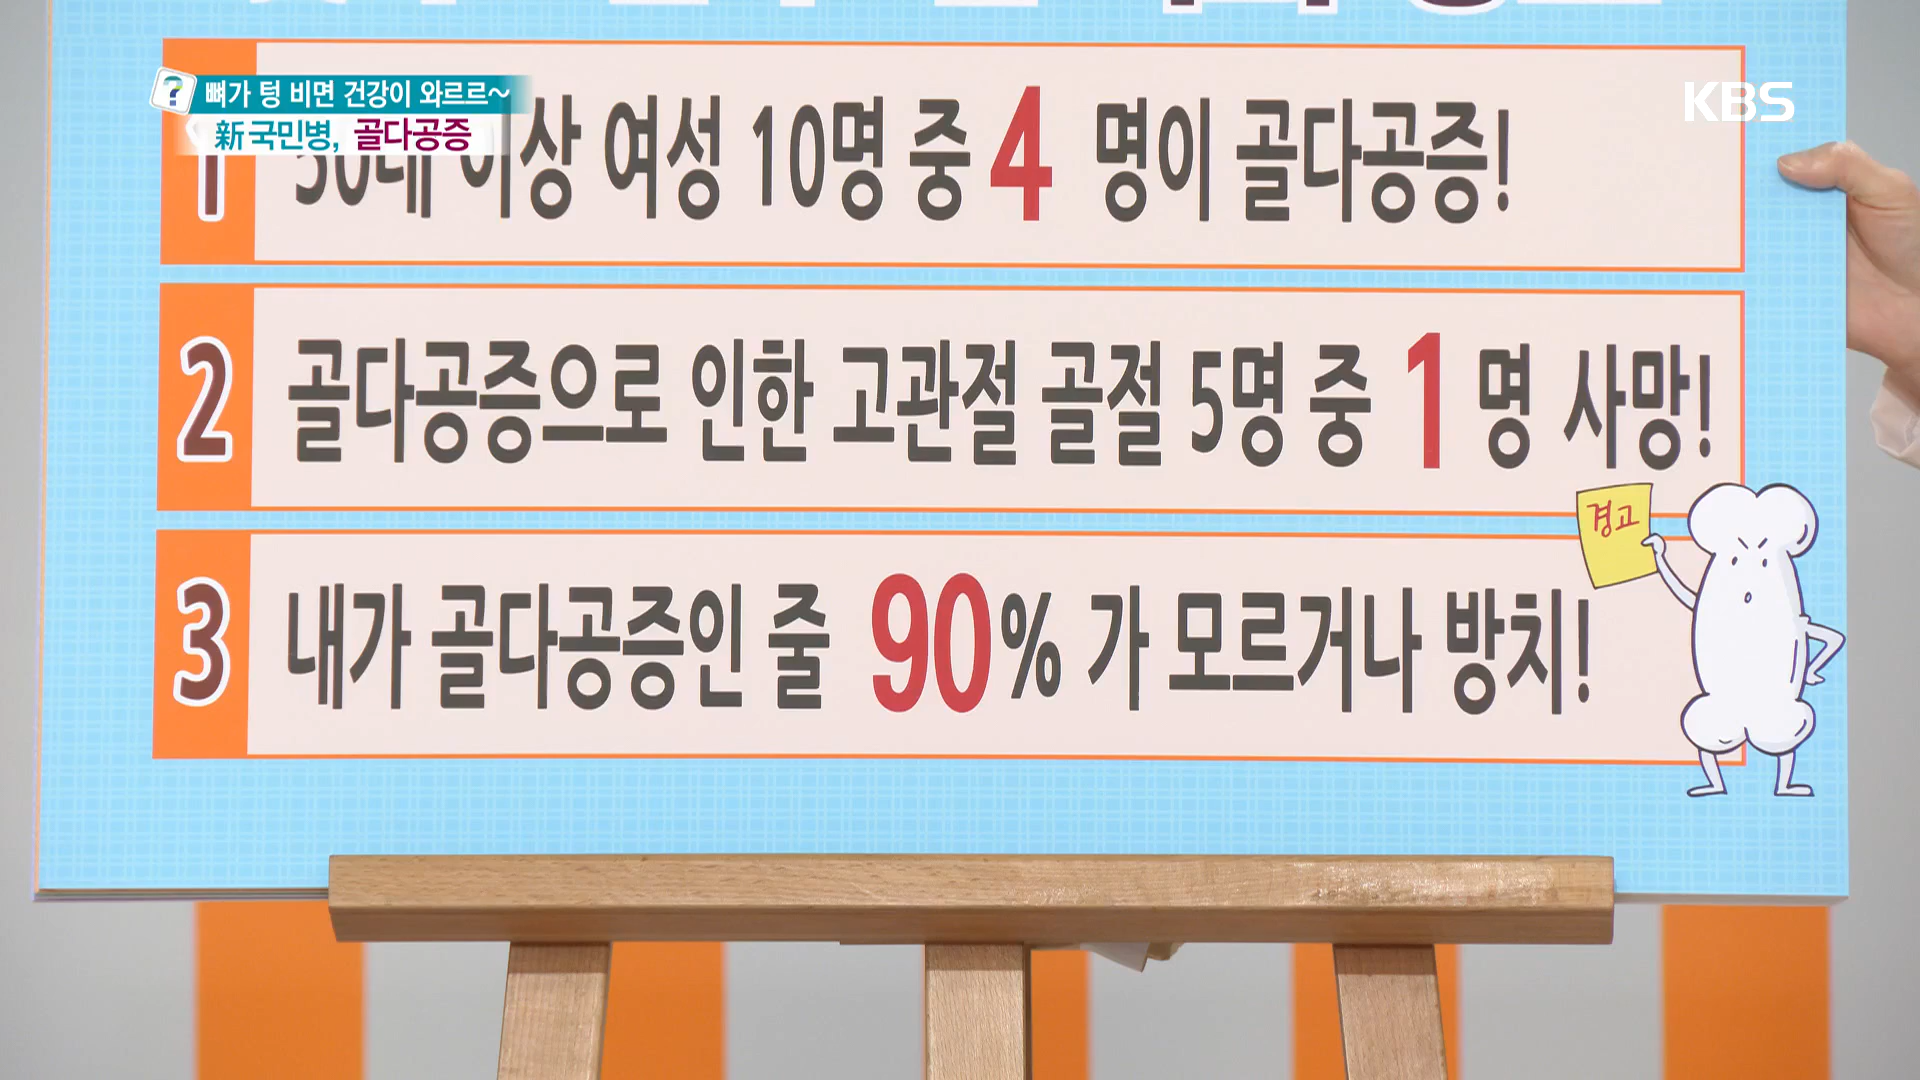 뼈가 텅 비면 건강이 와르르~
新국민병, 골다공증
KBS
1 이상 여성 10명 중 4 명이 골다공증!
2 골다공증으로 인한 고관절 골절 5명 중 1 명 사망!
경고
3 내가 골다공증인 줄 90% 가 모르거나 방치!